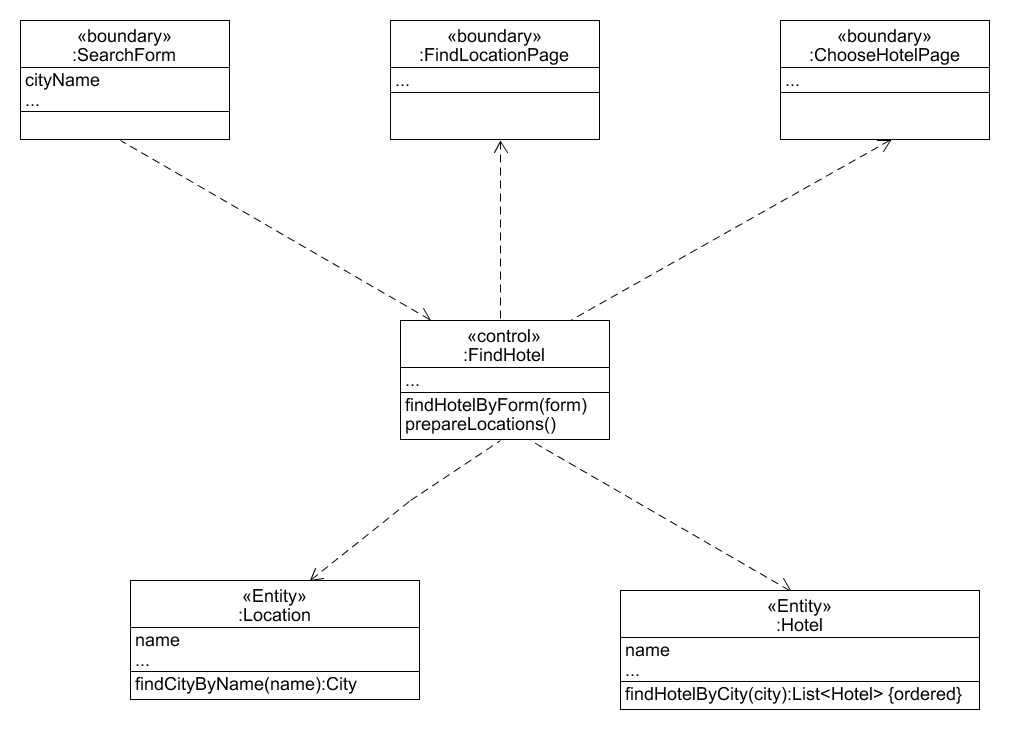 «boundary»
:SearchForm
cityName
...
«boundary»
:FindLocationPage
...
«boundary»
:ChooseHotelPage
...
«control»
:FindHotel
...
findHotelByForm(form)
prepareLocations()
«Entity»
:Location
name
...
findCityByName(name):City
«Entity»
:Hotel
name
...
findHotelByCity(city):List<Hotel> {ordered}